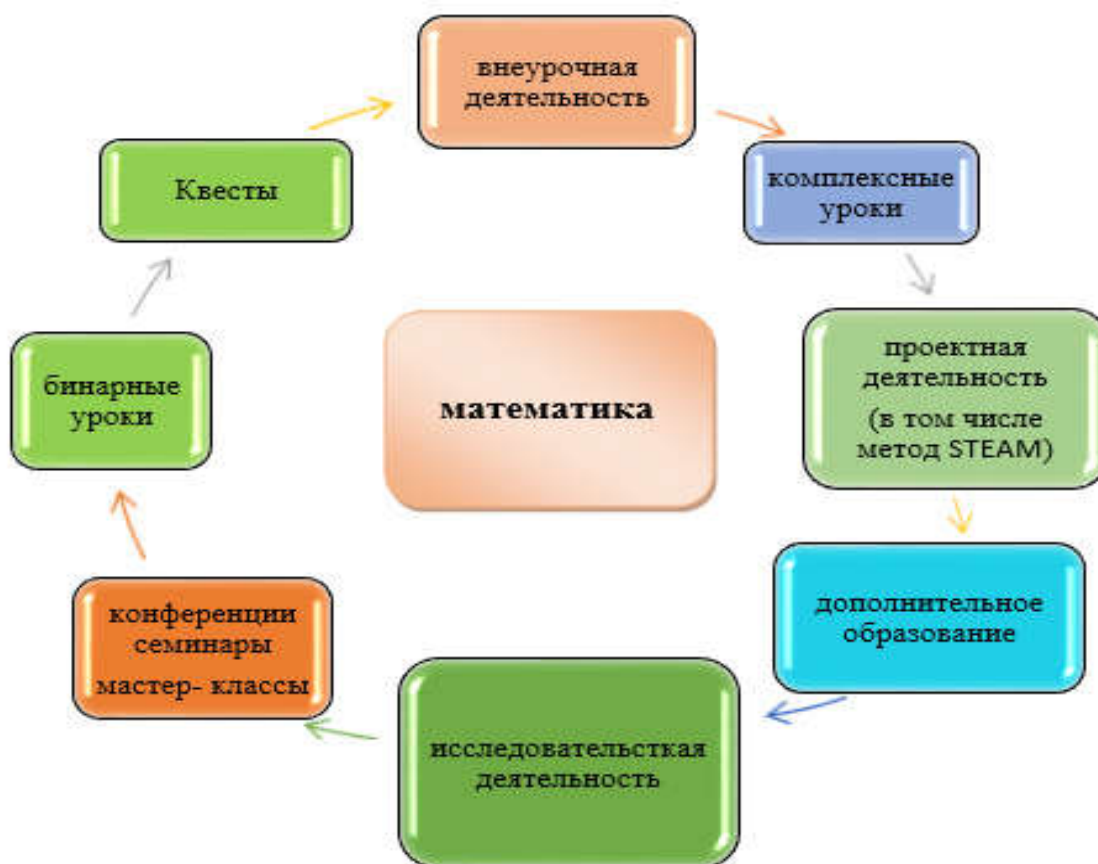 внеурочная
деятельность
комплексные
уроки
проектная
деятельность
(в том числе
метод STEAM)
дополнительное
образование
исследовательсткая
деятельность
конференции
семинары
мастер- классы
бинарные
уроки
Квесты
математика